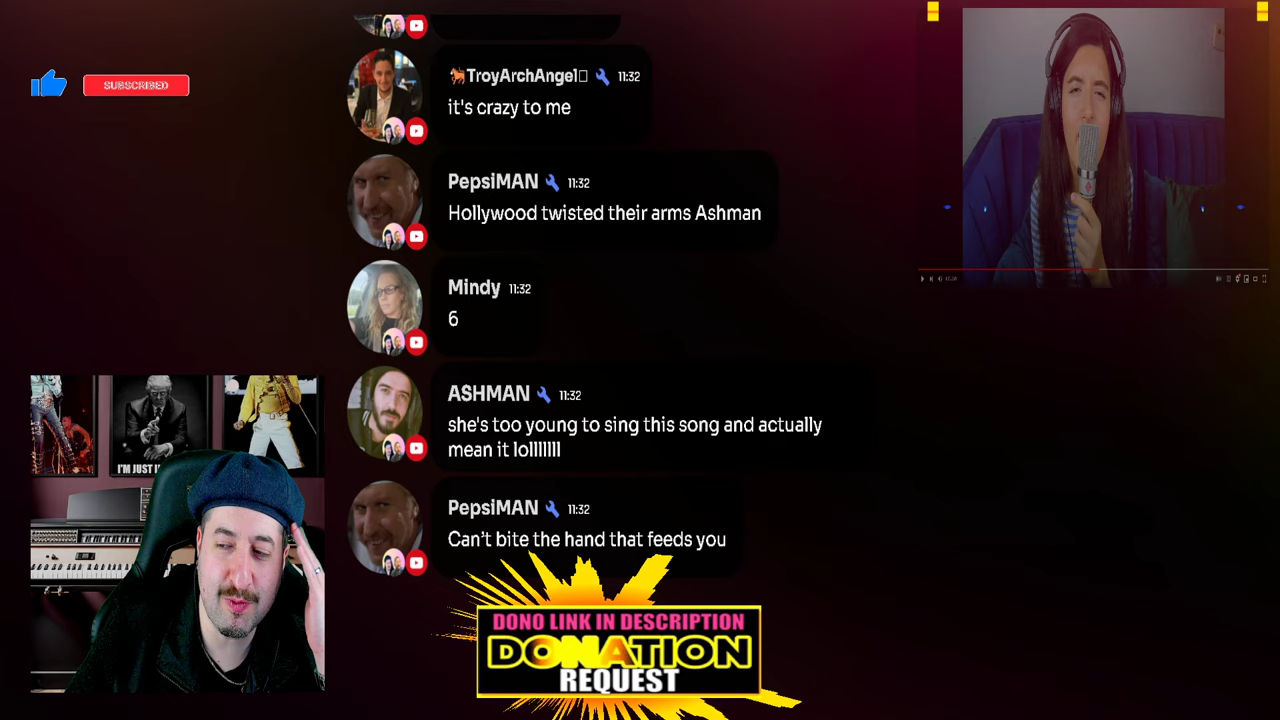 SUBSCRIBED
🐎TroyArchAngel 11:32
it's crazy to me
PepsiMAN 11:32
Hollywood twisted their arms Ashman
Mindy 11:32
6
ASHMAN 11:32
she's too young to sing this song and actually
mean it lolllllll
PepsiMAN 11:32
Can't bite the hand that feeds you
I'M JUST
DONO LINK IN DESCRIPTION
DONATION
REQUEST